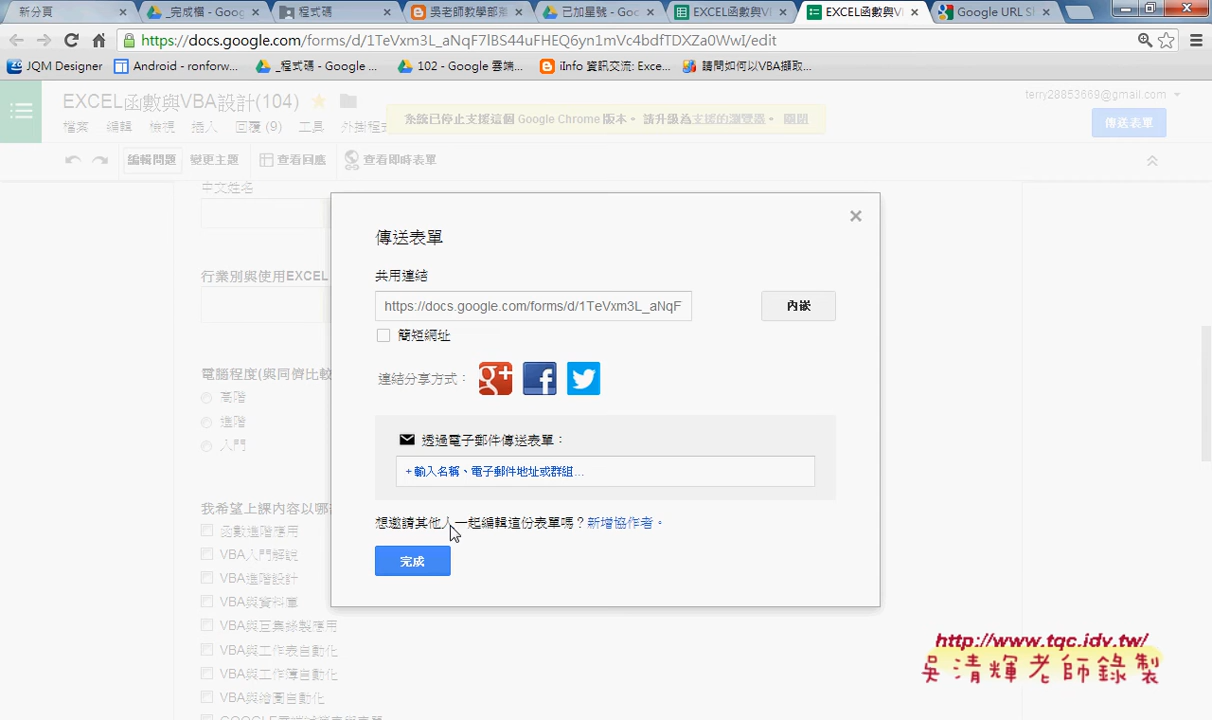 新分頁
_完成檔 - Goog
程式碼
吳老師教學部落
已加星號 - Goo
EXCEL函數與VI
EXCEL函數與VI
Google URL S
https://docs.google.com/forms/d/1TeVxm3L_aNqF7lBS44uFHEQ6yn1mVc4bdfTDXZa0WwI/edit
JQM Designer
Android - ronforw...
_程式碼 - Google ...
102 - Google 雲端...
iInfo 資訊交流: Exce...
請問如何以VBA擷取...
EXCEL函數與VBA設計(104)
terry28853669@gmail.com
系統已停止支援這個 Google Chrome 版本。 請升級為支援的瀏覽器。 關閉
傳送表單
檔案 編輯 檢視 插入 回覆 (9) 工具 外掛程式
編輯問題 變更主題 查看回應 查看即時表單
中文姓名
傳送表單
共用連結
行業別與使用EXCEL
https://docs.google.com/forms/d/1TeVxm3L_aNqF
內嵌
簡短網址
電腦程度(與同儕比較
連結分享方式：
高階
進階
入門
透過電子郵件傳送表單：
+輸入名稱、電子郵件地址或群組...
我希望上課內容以哪
想邀請其他人一起編輯這份表單嗎？新增協作者。
函數進階應用
VBA入門解說
完成
VBA進階設計
VBA與資料庫
VBA與巨集錄製應用
VBA與工作表自動化
VBA與工作簿自動化
VBA與繪圖自動化
http://www.tqc.idv.tw/
吳清輝老師錄製